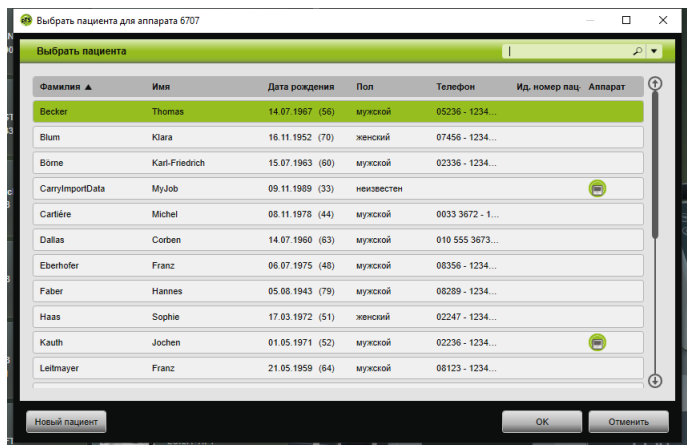 Выбрать пациента для аппарата 6707
Выбрать пациента
Фамилия ▲ Имя Дата рождения Пол Телефон Ид. номер пац- Аппарат
Becker Thomas 14.07.1967 (56) мужской 05236 - 1234...
Blum Klara 16.11.1952 (70) женский 07456 - 1234...
Börne Karl-Friedrich 15.07.1963 (60) мужской 02336 - 1234...
CarryImportData MyJob 09.11.1989 (33) неизвестен
Cartiére Michel 08.11.1978 (44) мужской 0033 3672 - 1...
Dallas Corben 14.07.1960 (63) мужской 010 555 3673...
Eberhofer Franz 06.07.1975 (48) мужской 08356 - 1234...
Faber Hannes 05.08.1943 (79) мужской 08289 - 1234...
Haas Sophie 17.03.1972 (51) женский 02247 - 1234...
Kauth Jochen 01.05.1971 (52) мужской 02236 - 1234...
Leitmayer Franz 21.05.1959 (64) мужской 08123 - 1234...
Новый пациент OK Отменить